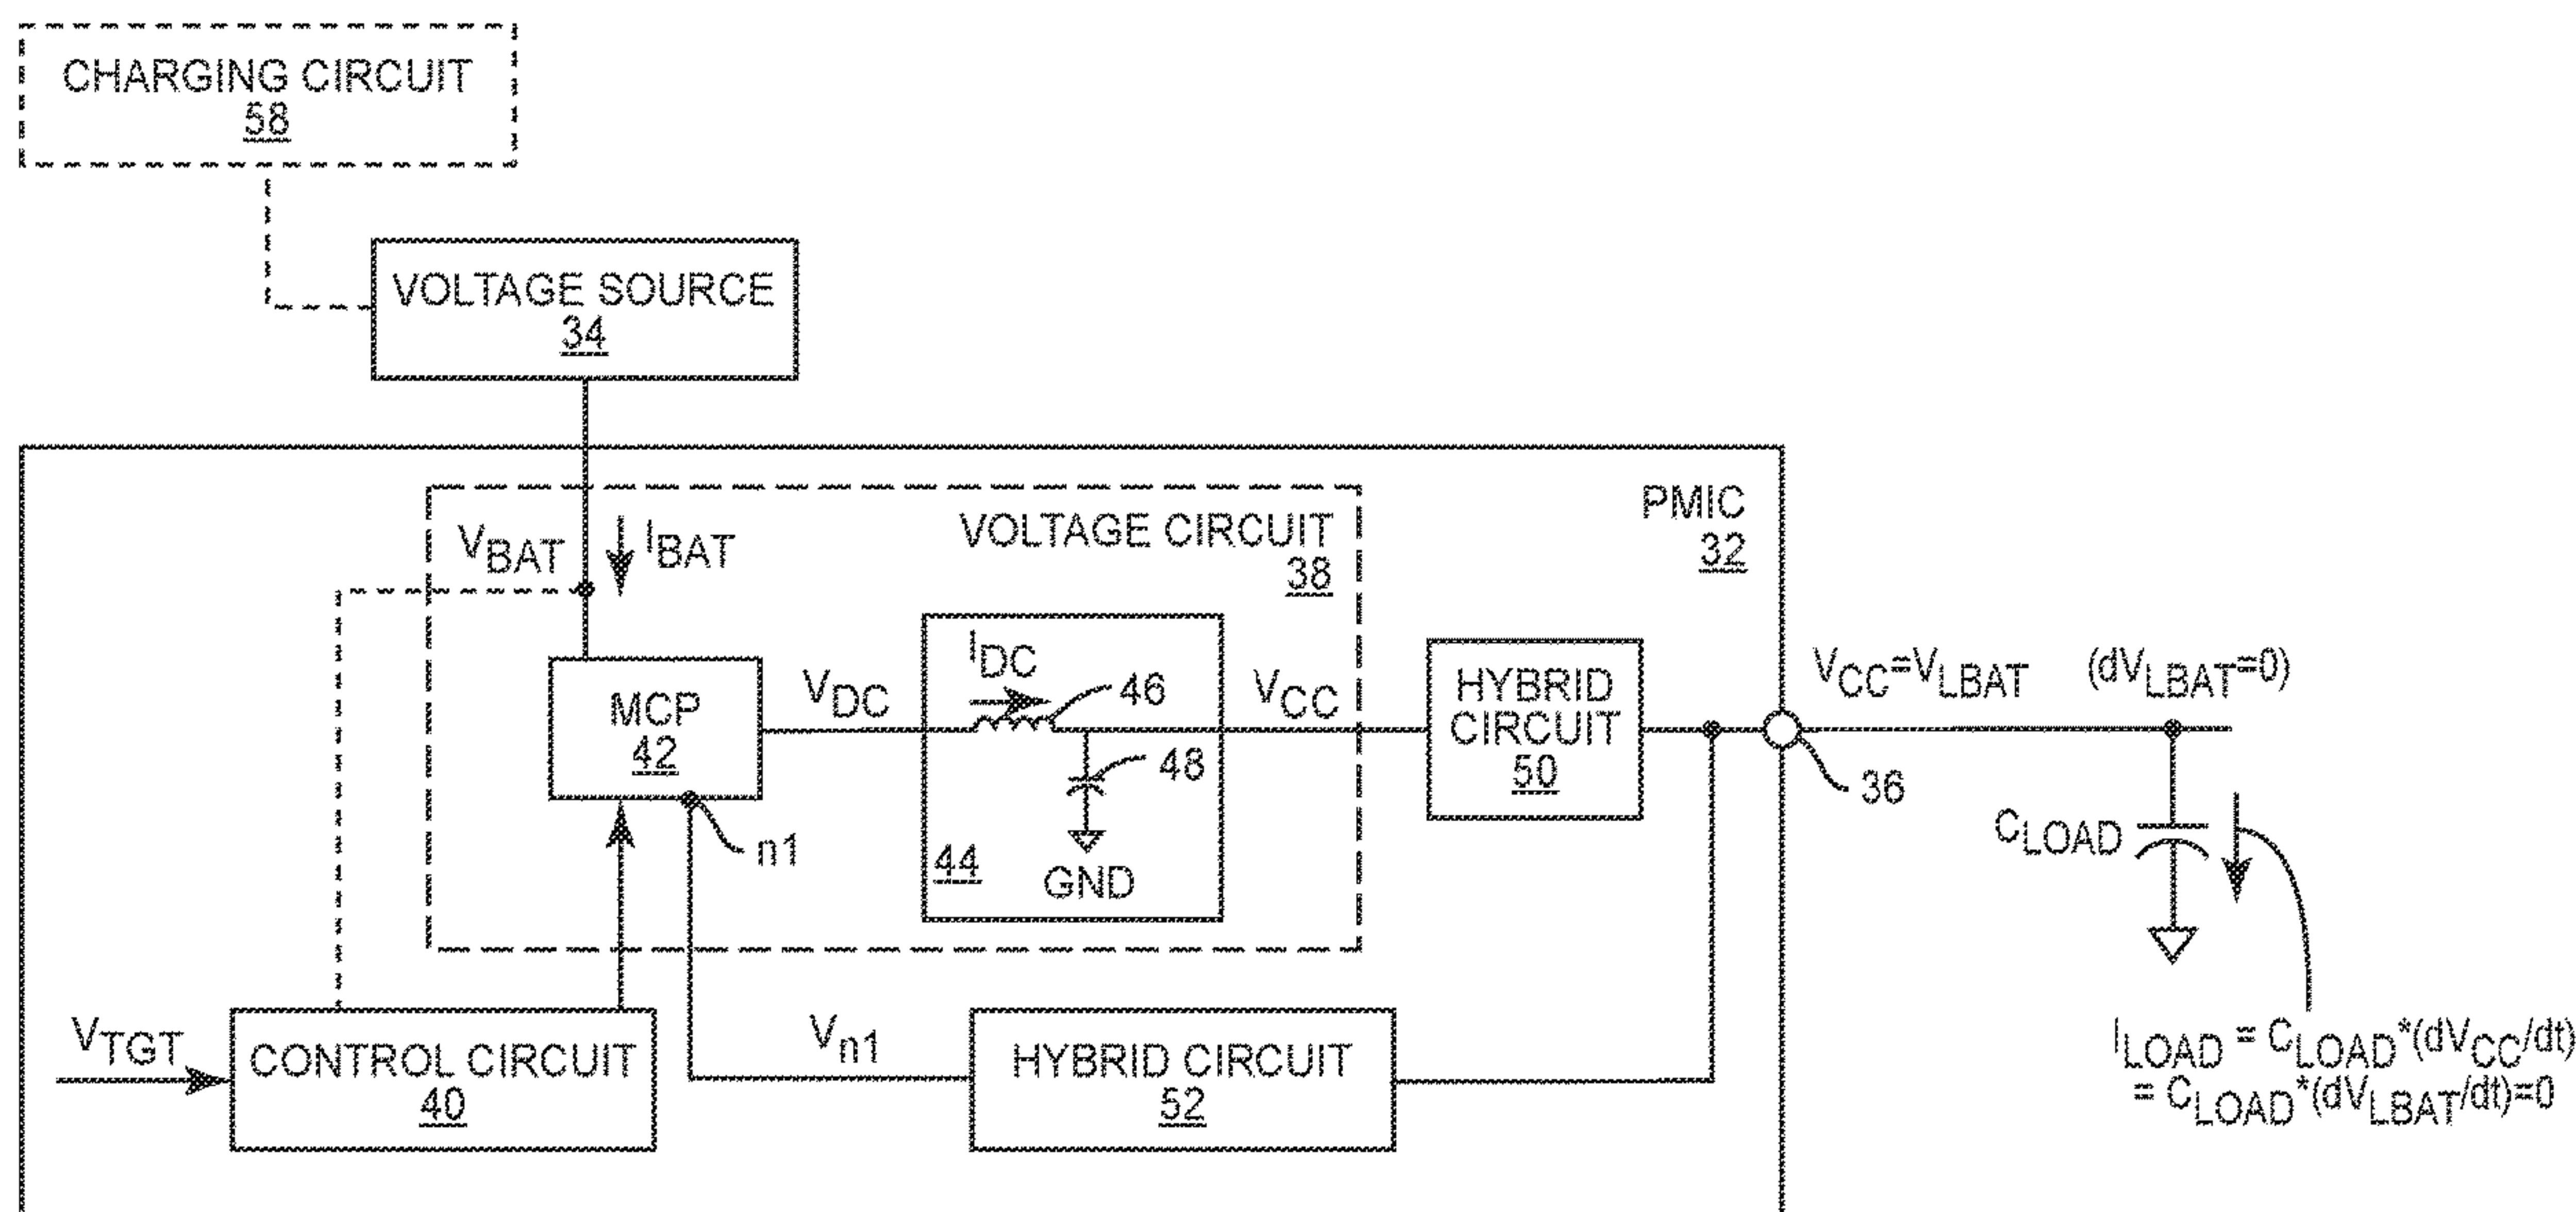 CHARGING CIRCUIT
58
VOLTAGE SOURCE
34
PMIC
32
VOLTAGE CIRCUIT
38
VBAT
IBAT
MCP
42
VDC
IDC
46
48
GND
44
VCC
n1
HYBRID
CIRCUIT
50
36
VCC=VLBAT (dVLBAT=0)
CLOAD
ILOAD = CLOAD*(dVCC/dt)
= CLOAD*(dVLBAT/dt)=0
VTGT
CONTROL CIRCUIT
40
Vn1
HYBRID CIRCUIT
52